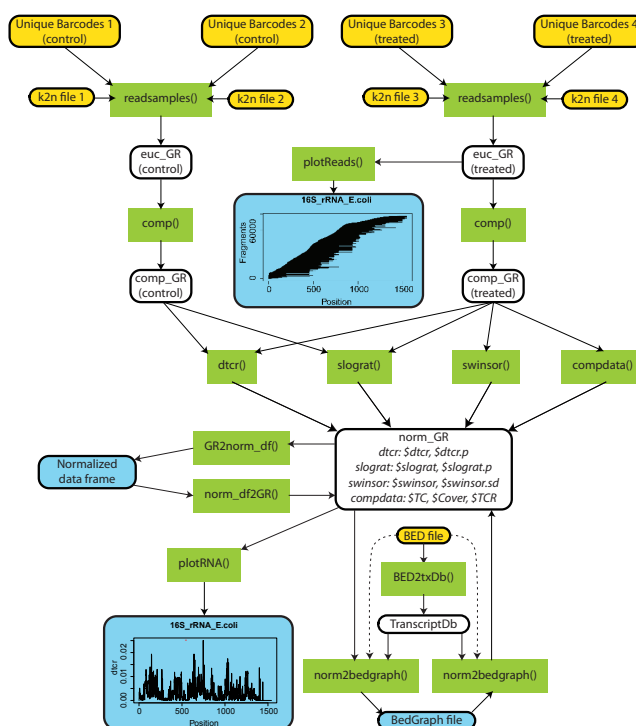 Unique Barcodes 1
(control)
Unique Barcodes 2
(control)
Unique Barcodes 3
(treated)
Unique Barcodes 4
(treated)
k2n file 1
readsamples()
k2n file 2
k2n file 3
readsamples()
k2n file 4
euc_GR
(control)
plotReads()
euc_GR
(treated)
16S_rRNA_E.coli
Fragments
0
60000
0
500
1000
1500
Position
comp()
comp()
comp_GR
(control)
comp_GR
(treated)
dtcr()
slograt()
swinsor()
compdata()
norm_GR
dtcr: $dtcr, $dtcr.p
slograt: $slograt, $slograt.p
swinsor: $swinsor, $swinsor.sd
compdata: $TC, $Cover, $TCR
GR2norm_df()
Normalized
data frame
norm_df2GR()
BED file
plotRNA()
BED2txDb()
TranscriptDb
16S_rRNA_E.coli
dtcr
0.00
0.01
0.02
0
500
1000
1500
Position
norm2bedgraph()
norm2bedgraph()
BedGraph file